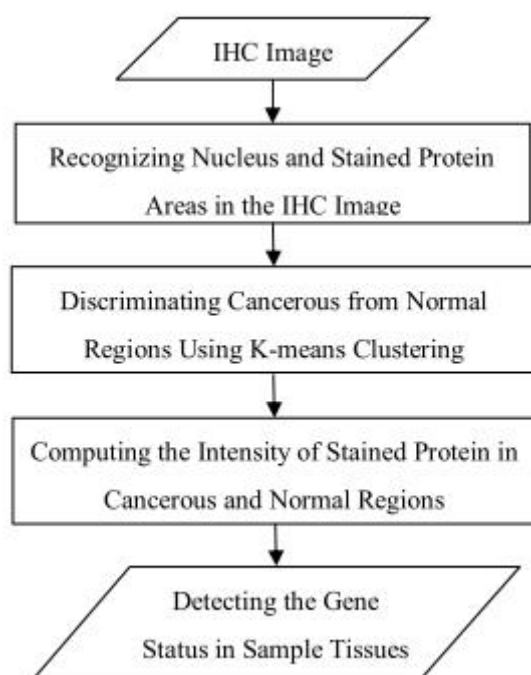 IHC Image
Recognizing Nucleus and Stained Protein
Areas in the IHC Image
Discriminating Cancerous from Normal
Regions Using K-means Clustering
Computing the Intensity of Stained Protein in
Cancerous and Normal Regions
Detecting the Gene
Status in Sample Tissues